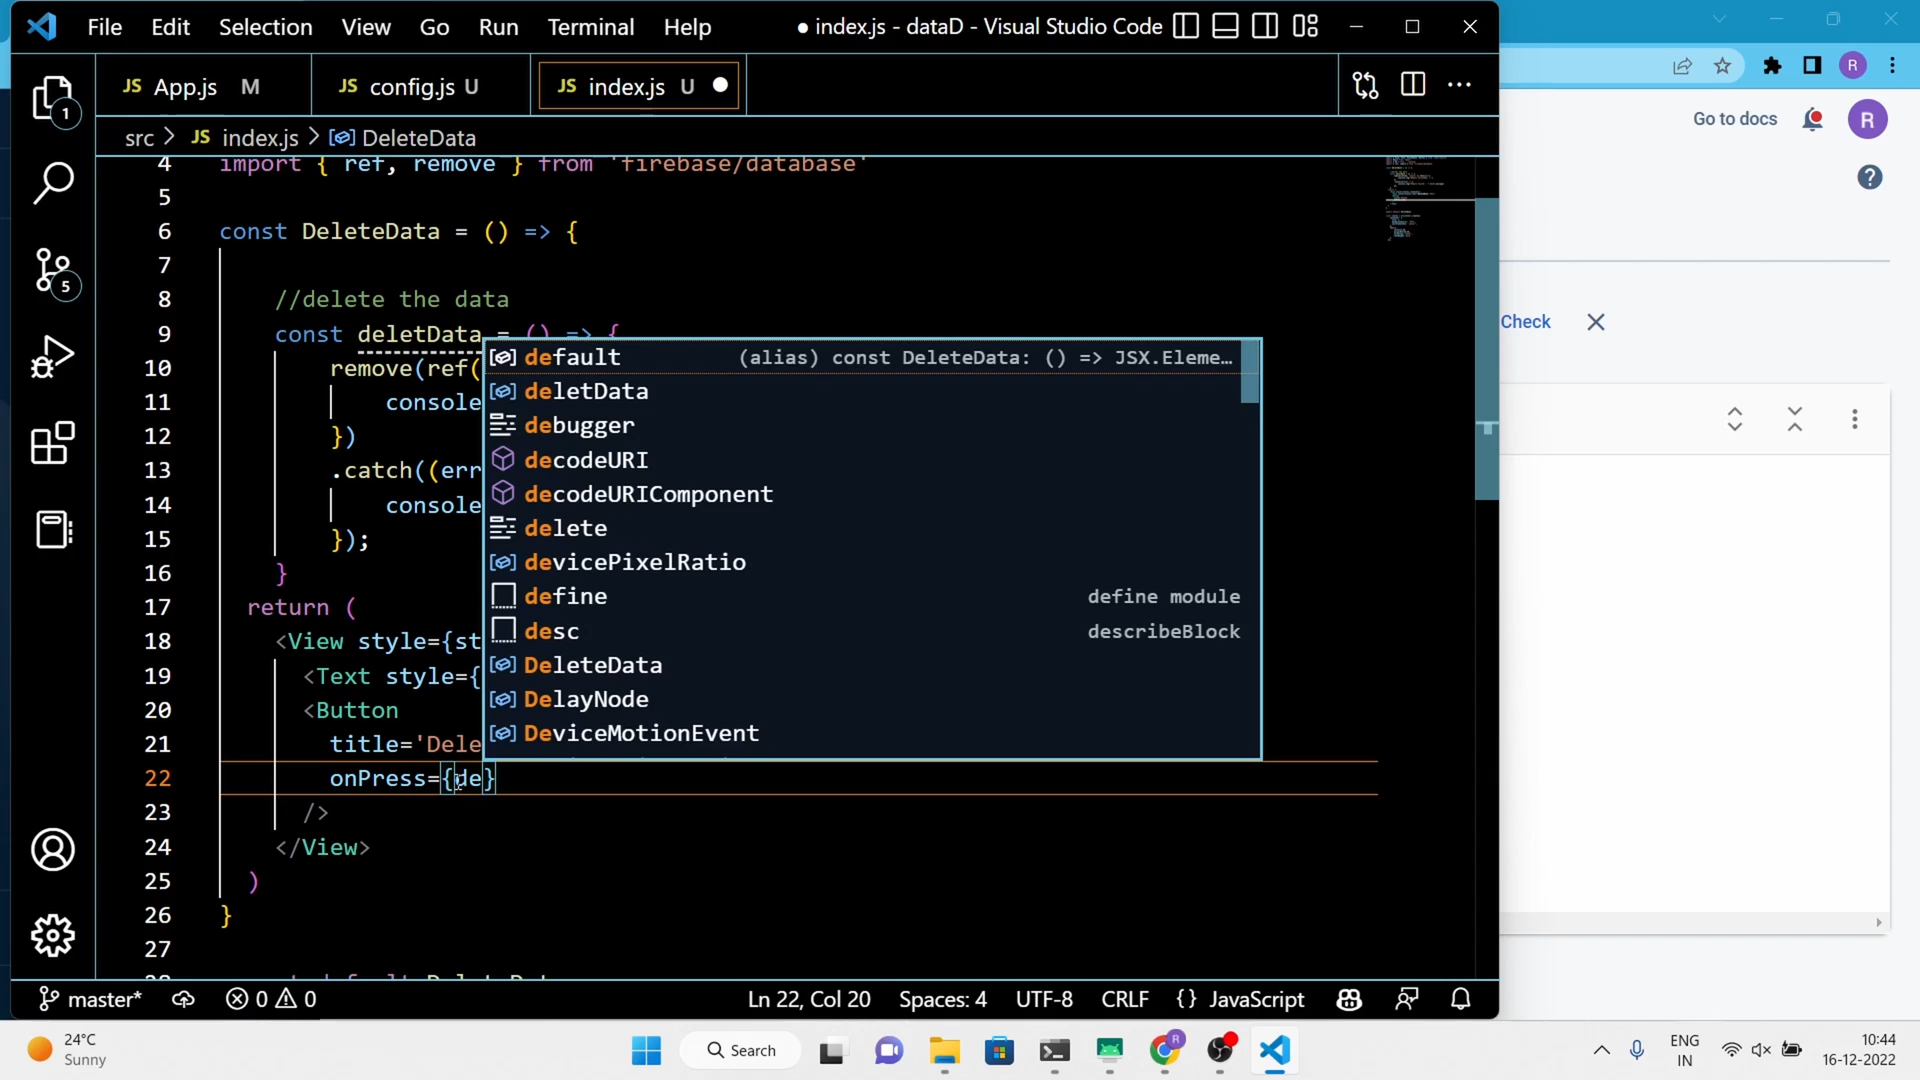 File Edit Selection View Go Run Terminal Help ● index.js - dataD - Visual Studio Code
R
JS App.js M JS config.js U JS index.js U
Go to docs R
src > JS index.js > DeleteData
4 import { ref, remove } from 'firebase/database'
5
6 const DeleteData = () => {
7
8 //delete the data
9 const deletData = () => {
10 remove(ref(
11 console
12 })
13 .catch((err
14 console
15 });
16 }
17 return (
18 <View style={st
19 <Text style={
20 <Button
21 title='Dele
22 onPress={de}
23 />
24 </View>
25 )
26 }
27
default (alias) const DeleteData: () => JSX.Eleme…
deletData
debugger
decodeURI
decodeURIComponent
delete
devicePixelRatio
define define module
desc describeBlock
DeleteData
DelayNode
DeviceMotionEvent
Check
1
5
master* 0 0 Ln 22, Col 20 Spaces: 4 UTF-8 CRLF {} JavaScript
24°C
Sunny
Search
R
ENG
IN
10:44
16-12-2022